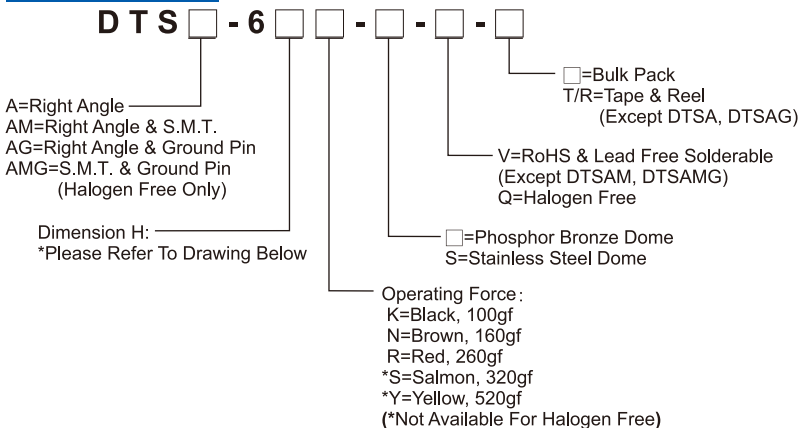 DTS□-6□□-□-□-□
A=Right Angle
AM=Right Angle & S.M.T.
AG=Right Angle & Ground Pin
AMG=S.M.T. & Ground Pin
(Halogen Free Only)
Dimension H:
*Please Refer To Drawing Below
□=Bulk Pack
T/R=Tape & Reel
(Except DTSA, DTSAG)
V=RoHS & Lead Free Solderable
(Except DTSAM, DTSAMG)
Q=Halogen Free
□=Phosphor Bronze Dome
S=Stainless Steel Dome
Operating Force:
K=Black, 100gf
N=Brown, 160gf
R=Red, 260gf
*S=Salmon, 320gf
*Y=Yellow, 520gf
(*Not Available For Halogen Free)